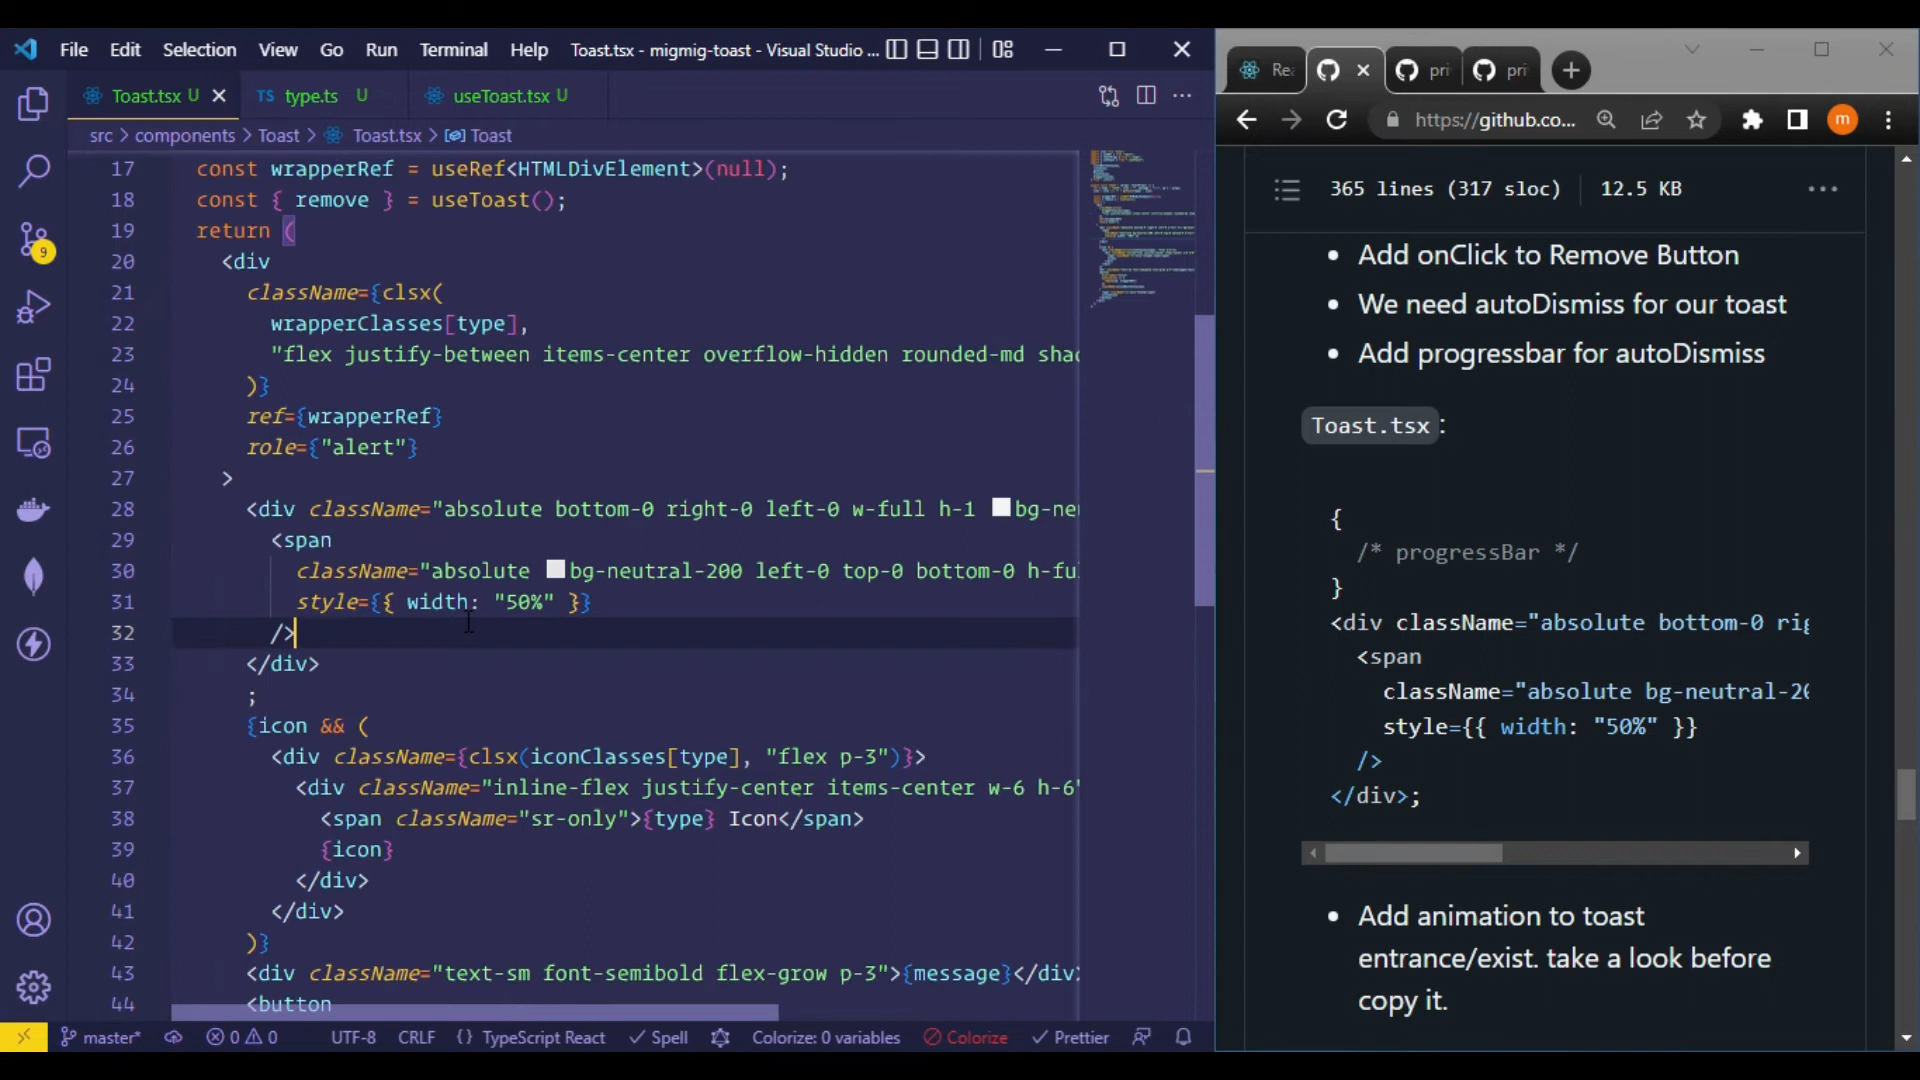 File Edit Selection View Go Run Terminal Help Toast.tsx - migmig-toast - Visual Studio ...
Toast.tsx U
TS type.ts U
useToast.tsx U
src > components > Toast > Toast.tsx > Toast
17 const wrapperRef = useRef<HTMLDivElement>(null);
18 const { remove } = useToast();
19 return (
20 <div
21 className={clsx(
22 wrapperClasses[type],
23 "flex justify-between items-center overflow-hidden rounded-md shad
24 )}
25 ref={wrapperRef}
26 role={"alert"}
27 >
28 <div className="absolute bottom-0 right-0 left-0 w-full h-1 bg-neu
29 <span
30 className="absolute bg-neutral-200 left-0 top-0 bottom-0 h-ful
31 style={{ width: "50%" }}
32 />
33 </div>
34 ;
35 {icon && (
36 <div className={clsx(iconClasses[type], "flex p-3")}>
37 <div className="inline-flex justify-center items-center w-6 h-6"
38 <span className="sr-only">{type} Icon</span>
39 {icon}
40 </div>
41 </div>
42 )}
43 <div className="text-sm font-semibold flex-grow p-3">{message}</div>
44 <button
9
master* 0 0 UTF-8 CRLF {} TypeScript React Spell Colorize: 0 variables Colorize Prettier
Rea
pri
pri
https://github.co...
m
365 lines (317 sloc) 12.5 KB
• Add onClick to Remove Button
• We need autoDismiss for our toast
• Add progressbar for autoDismiss
Toast.tsx:
{
/* progressBar */
}
<div className="absolute bottom-0 rig
<span
className="absolute bg-neutral-20
style={{ width: "50%" }}
/>
</div>;
• Add animation to toast
entrance/exist. take a look before
copy it.